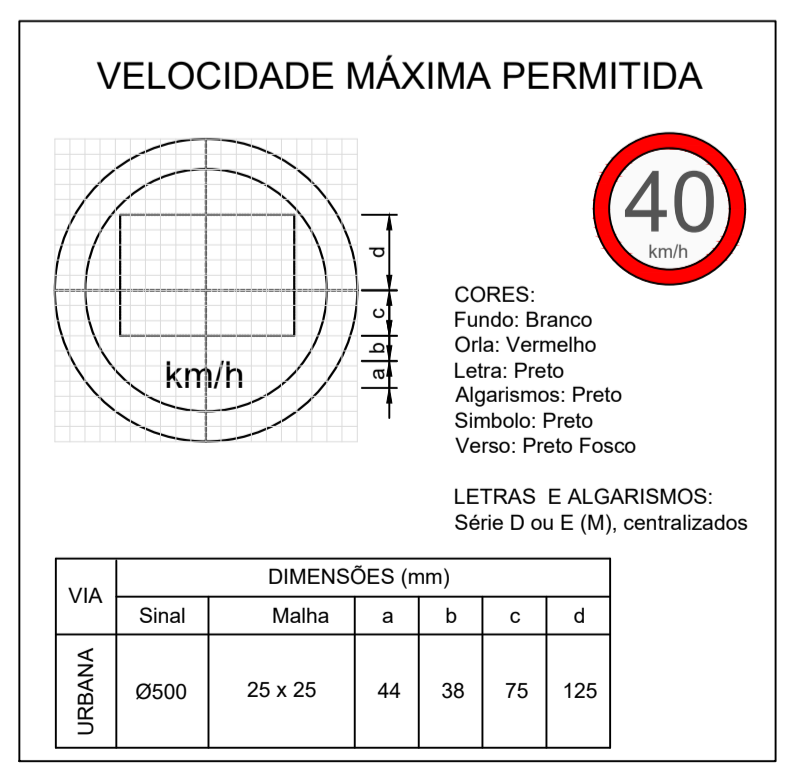 VELOCIDADE MÁXIMA PERMITIDA
40
km/h
d
c
b
a
km/h
CORES:
Fundo: Branco
Orla: Vermelho
Letra: Preto
Algarismos: Preto
Simbolo: Preto
Verso: Preto Fosco
LETRAS E ALGARISMOS:
Série D ou E (M), centralizados
VIA DIMENSÕES (mm)
Sinal Malha a b c d
URBANA Ø500 25 x 25 44 38 75 125